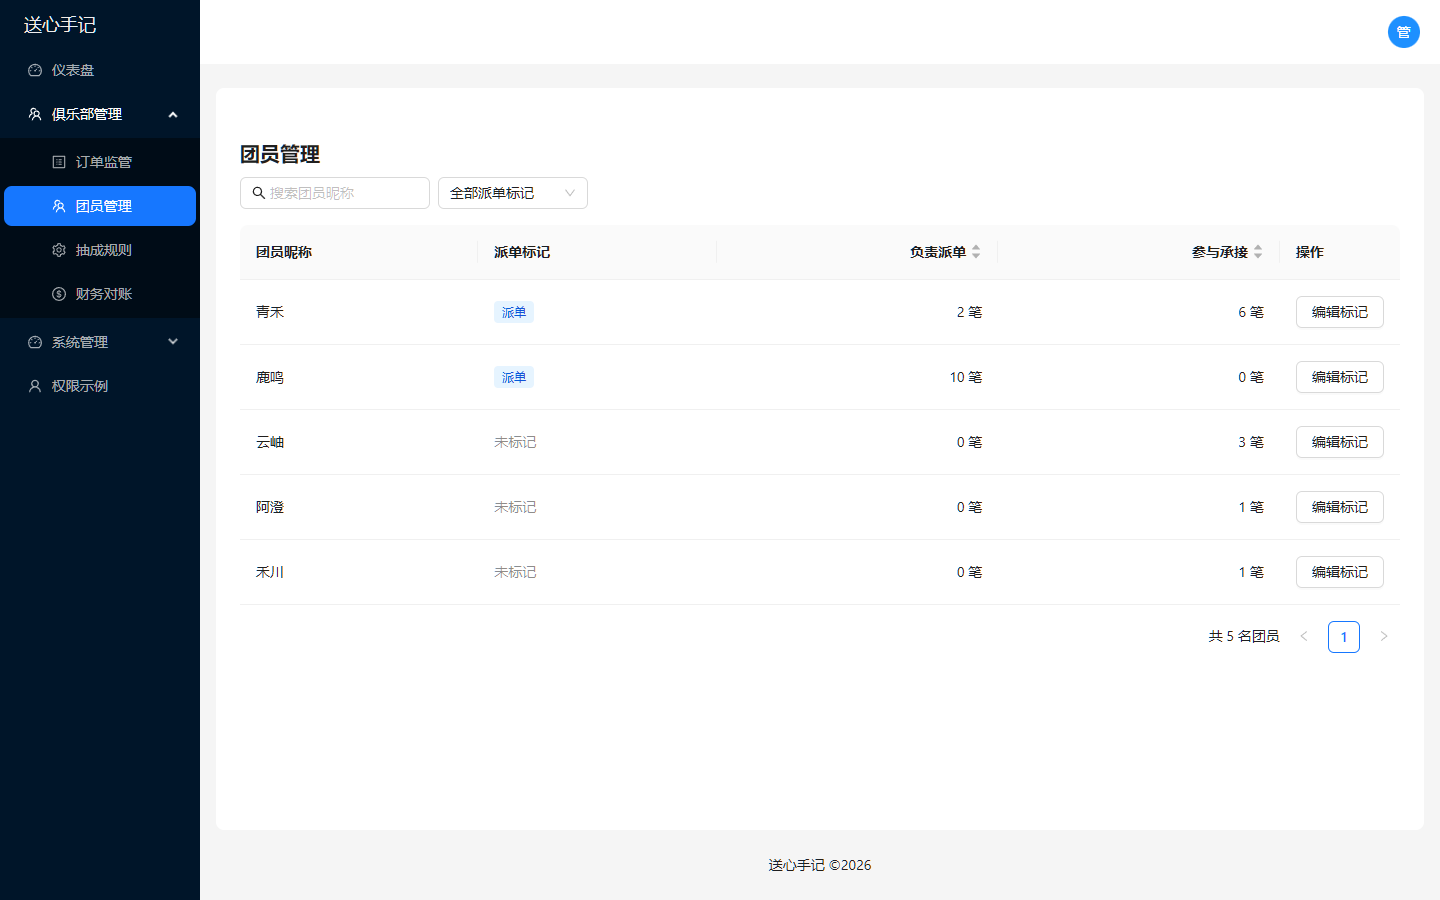 送心手记
管
仪表盘
俱乐部管理
订单监管
团员管理
抽成规则
财务对账
系统管理
权限示例
团员管理
搜索团员昵称
全部派单标记
团员昵称 派单标记 负责派单 参与承接 操作
青禾 派单 2 笔 6 笔 编辑标记
鹿鸣 派单 10 笔 0 笔 编辑标记
云岫 未标记 0 笔 3 笔 编辑标记
阿澄 未标记 0 笔 1 笔 编辑标记
禾川 未标记 0 笔 1 笔 编辑标记
共 5 名团员 1
送心手记 ©2026